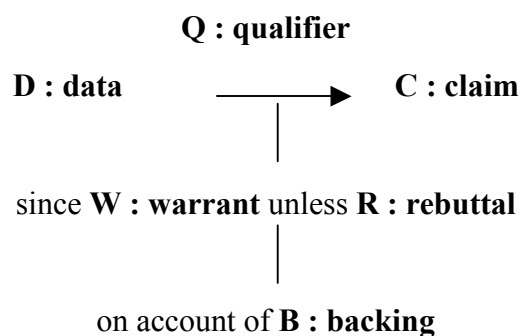 Q : qualifier
D : data C : claim
since W : warrant unless R : rebuttal
on account of B : backing